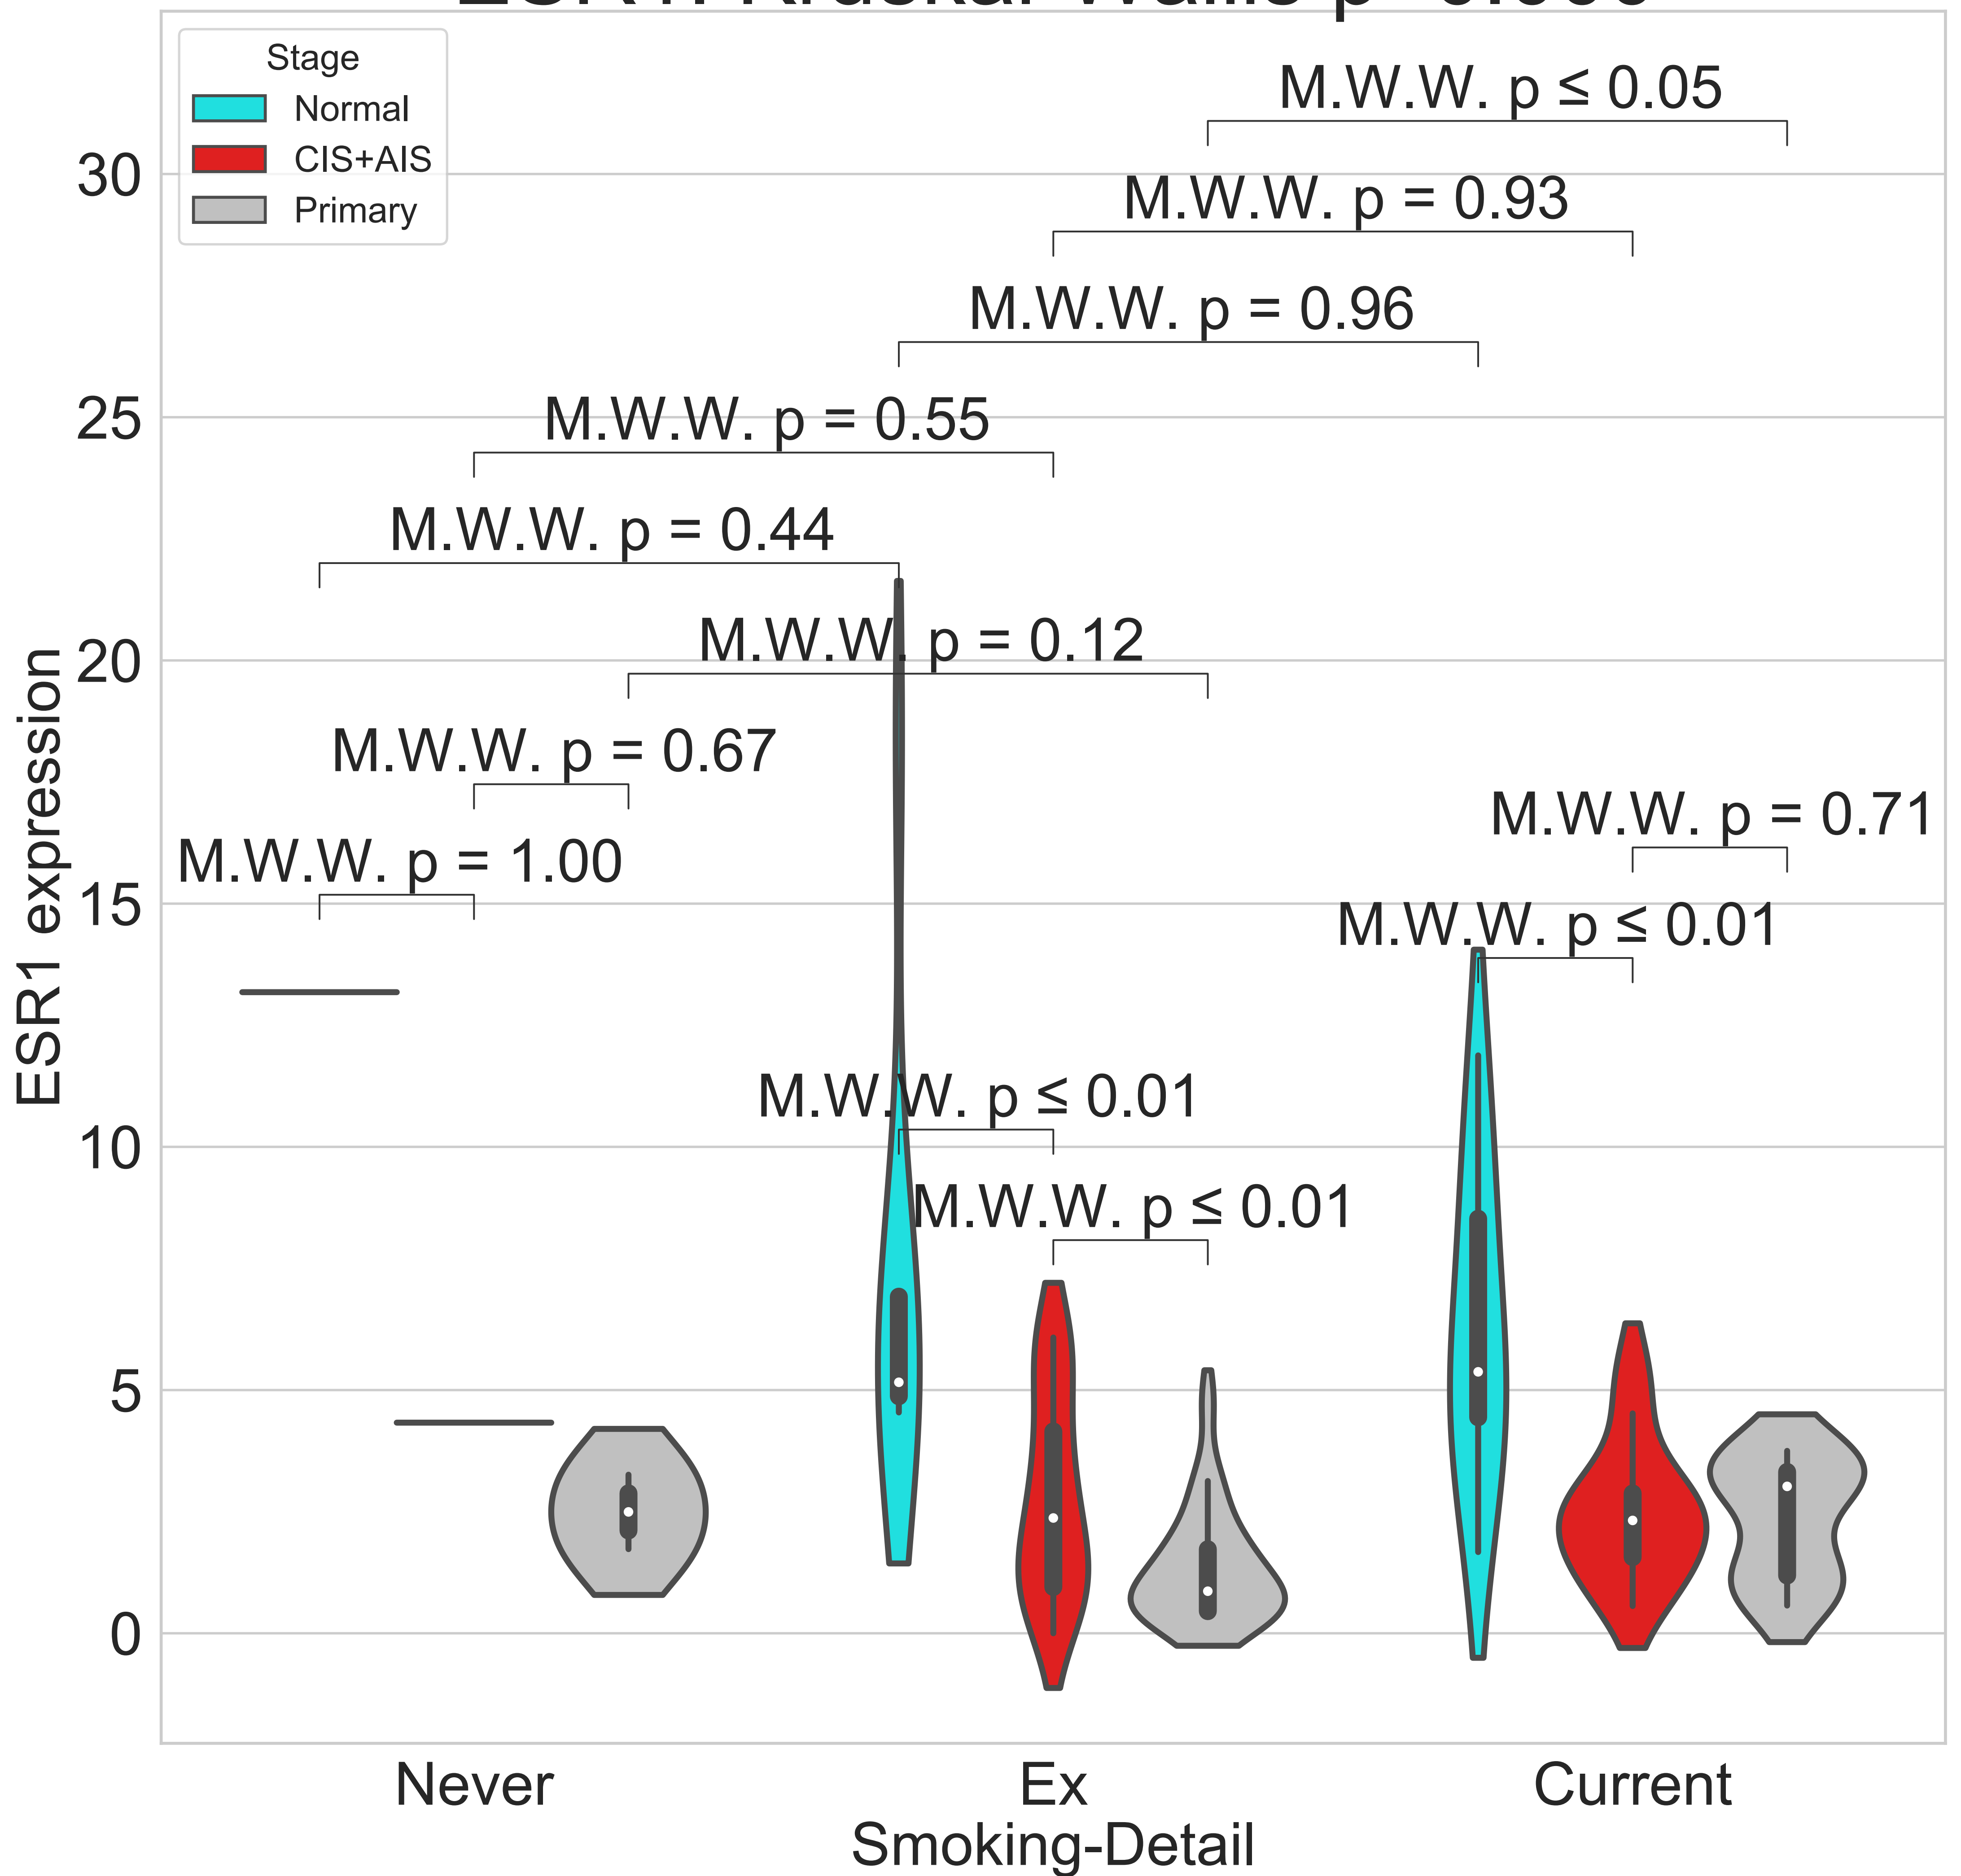 Stage
Normal
CIS+AIS
Primary
M.W.W. p ≤ 0.05
M.W.W. p = 0.93
M.W.W. p = 0.96
M.W.W. p = 0.55
M.W.W. p = 0.44
M.W.W. p = 0.12
M.W.W. p = 0.67
M.W.W. p = 0.71
M.W.W. p = 1.00
M.W.W. p ≤ 0.01
M.W.W. p ≤ 0.01
M.W.W. p ≤ 0.01
30
25
20
15
10
5
0
ESR1 expression
Never
Ex
Current
Smoking-Detail